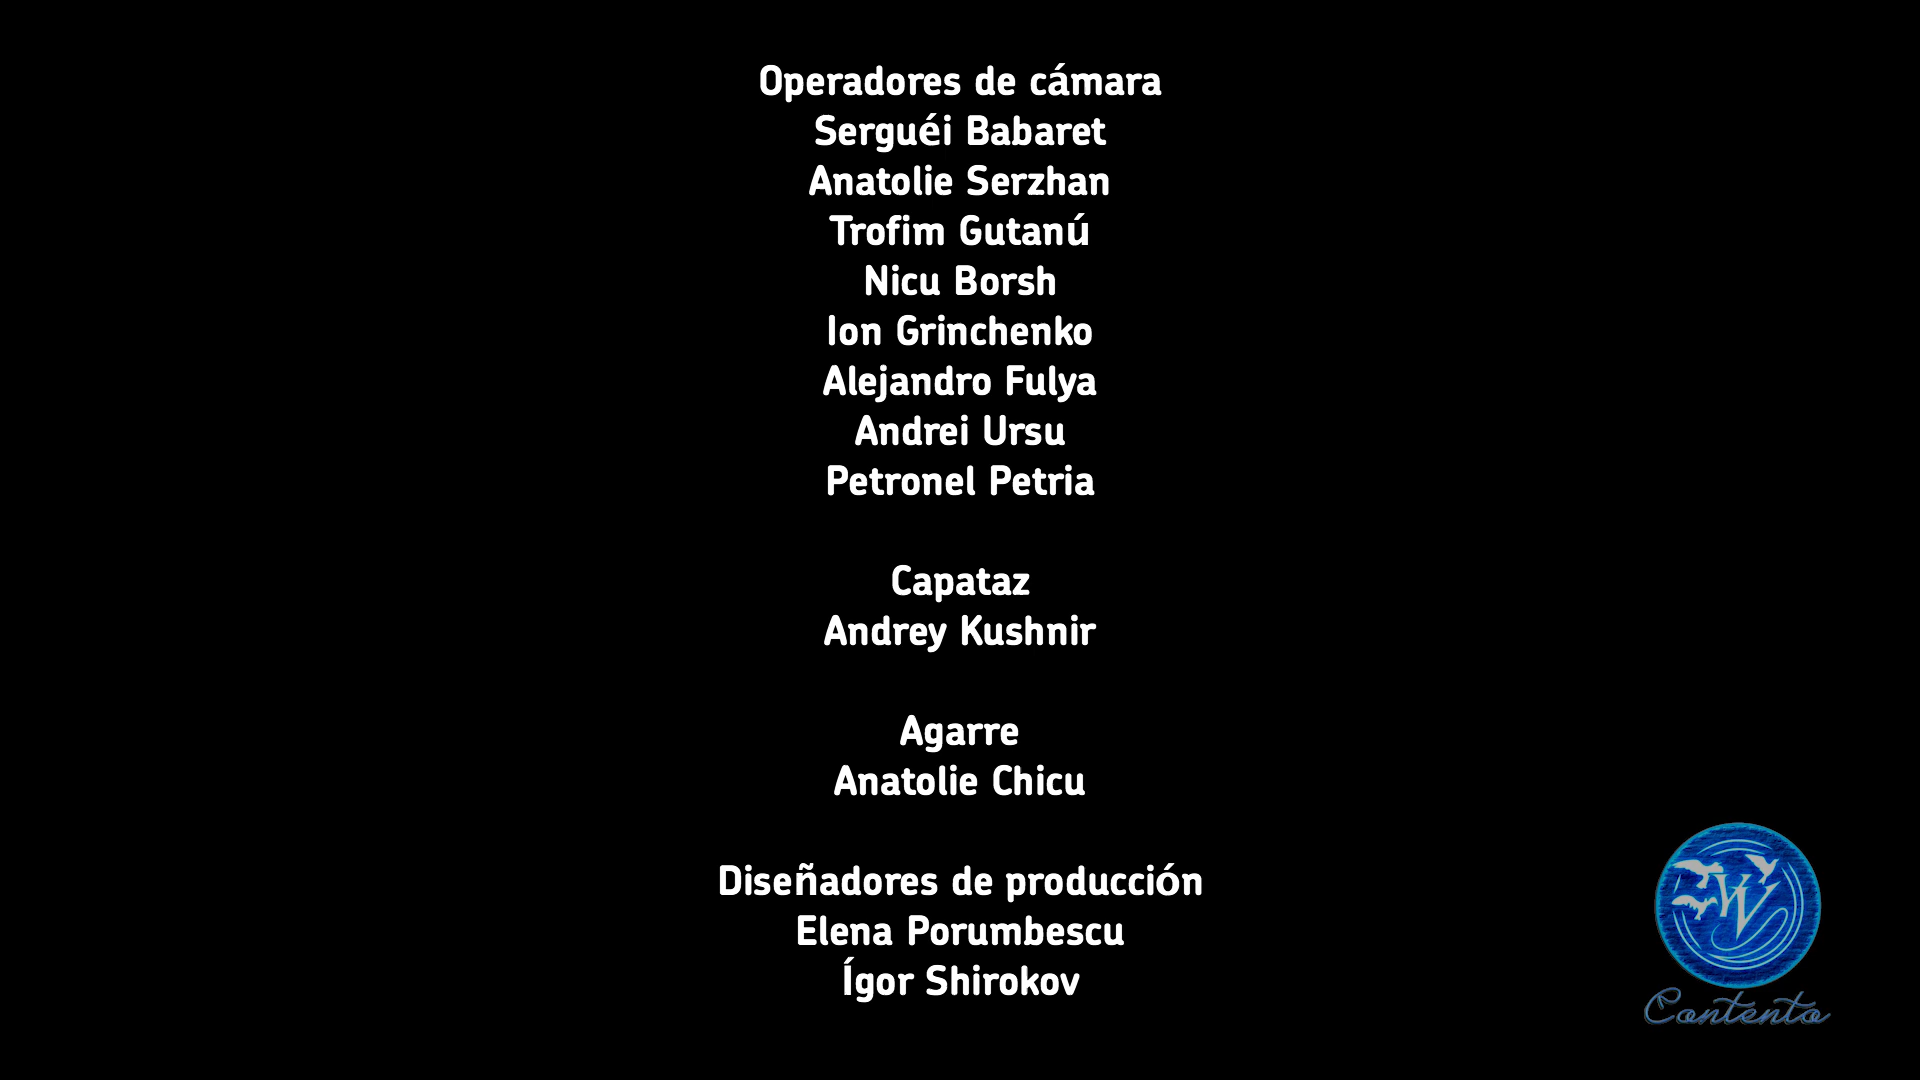 Operadores de cámara
Serguéi Babaret
Anatolie Serzhan
Trofim Gutanú
Nicu Borsh
Ion Grinchenko
Alejandro Fulya
Andrei Ursu
Petronel Petria
Capataz
Andrey Kushnir
Agarre
Anatolie Chicu
Diseñadores de producción
Elena Porumbescu
Ígor Shirokov
W
Contento